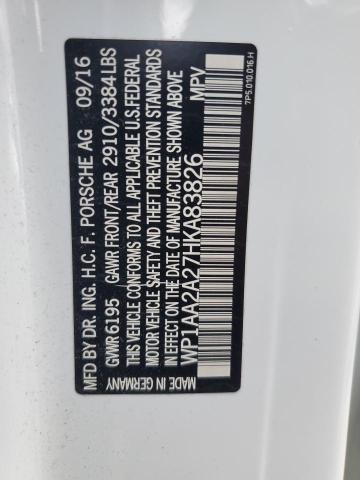 MFD BY DR. ING. H.C. F. PORSCHE AG 09/16
GVWR 6195 GAWR FRONT/REAR 2910/3384LBS
THIS VEHICLE CONFORMS TO ALL APPLICABLE U.S. FEDERAL
MOTOR VEHICLE SAFETY AND THEFT PREVENTION STANDARDS
IN EFFECT ON THE DATE OF MANUFACTURE SHOWN ABOVE
WP1AA2A27HKA83826
MADE IN GERMANY MPV
7P5.010.016.H